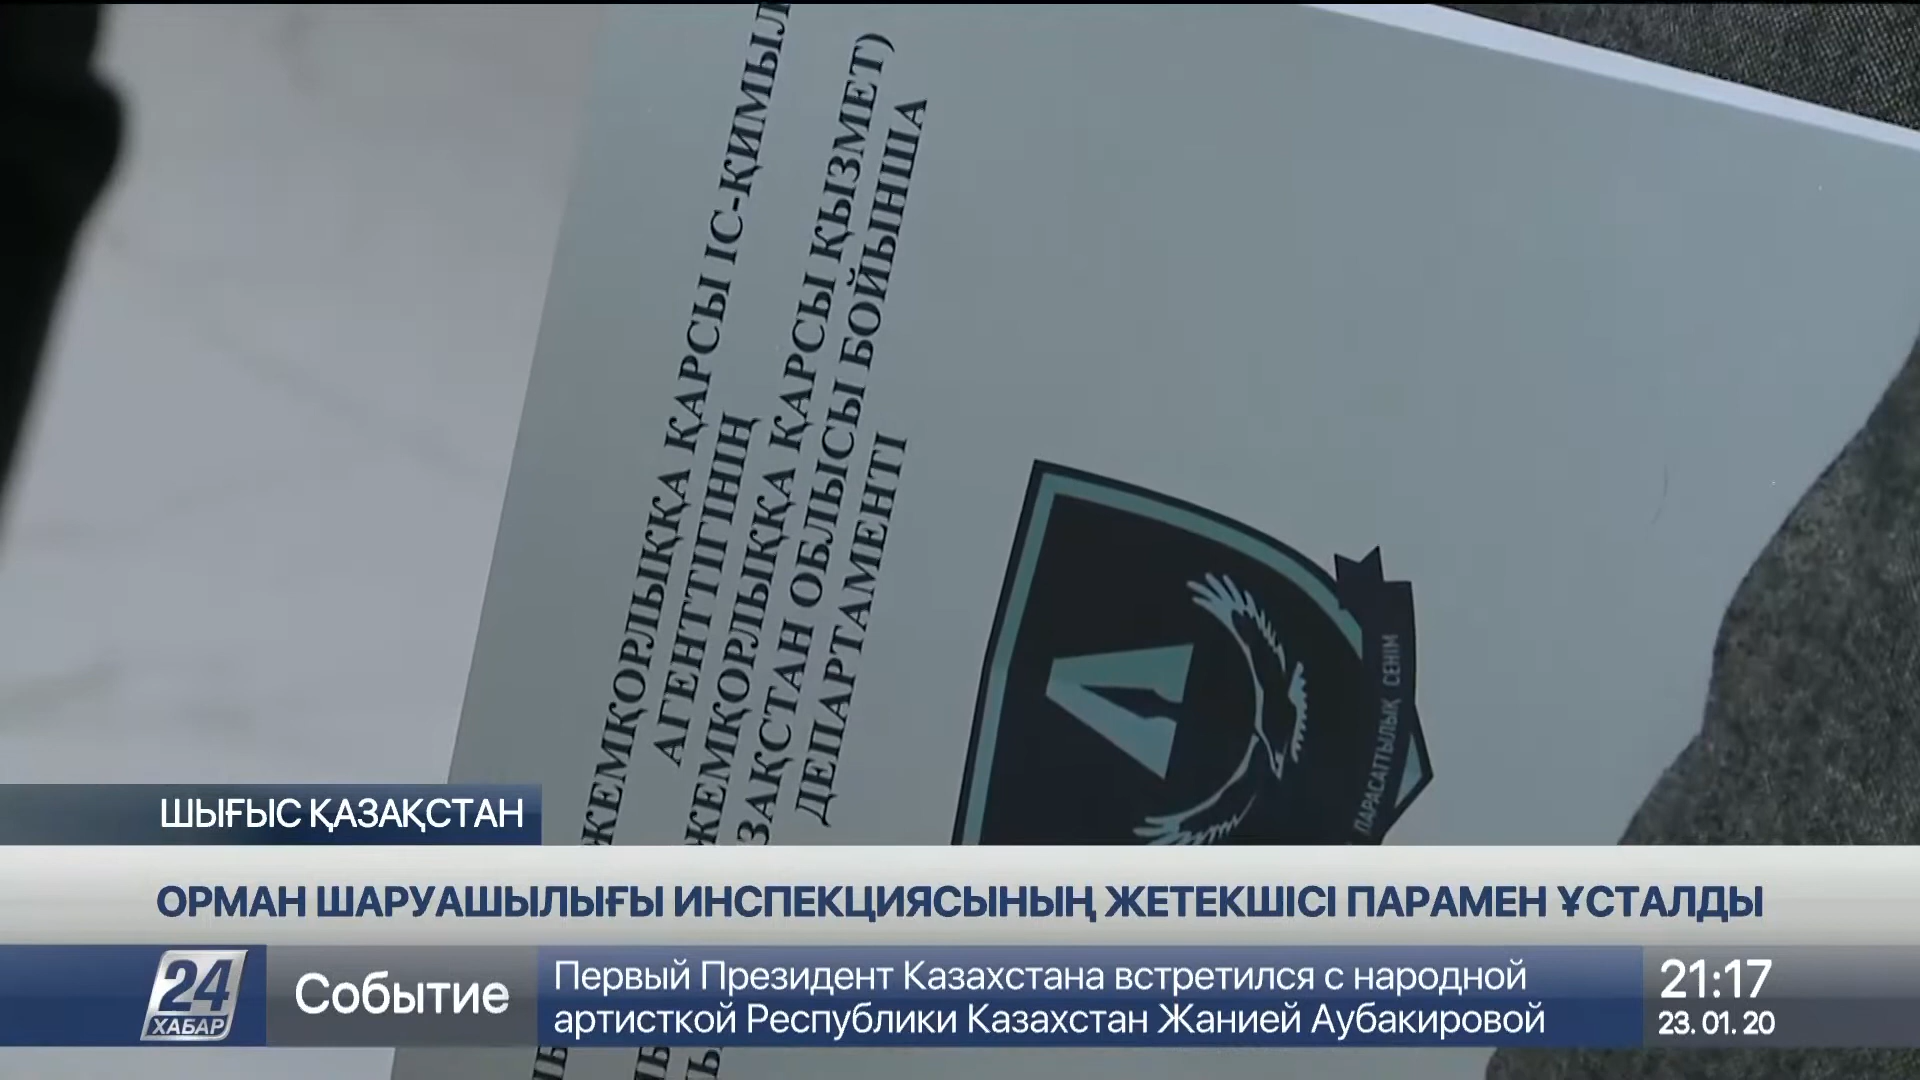 ЖЕМҚОРЛЫҚҚА ҚАРСЫ ІС-ҚИМЫЛ
АГЕНТТІГІНІҢ
ЖЕМҚОРЛЫҚҚА ҚАРСЫ ҚЫЗМЕТ)
ЗАҚСТАН ОБЛЫСЫ БОЙЫНША
ДЕПАРТАМЕНТІ
ПАРАСАТТЫЛЫҚ СЕНІМ
ШЫҒЫС ҚАЗАҚСТАН
ОРМАН ШАРУАШЫЛЫҒЫ ИНСПЕКЦИЯСЫНЫҢ ЖЕТЕКШІСІ ПАРАМЕН ҰСТАЛДЫ
24
ХАБАР
Событие
Первый Президент Казахстана встретился с народной
артисткой Республики Казахстан Жанией Аубакировой
21:17
23. 01. 20